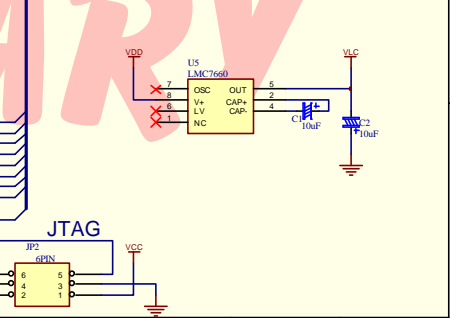 ARY
VDD
U5
LMC7660
VLC
7 OSC OUT 5
8 V+ CAP+ 2
6 LV CAP- 4
1 NC
C1
10uF
C2
10uF
JTAG
JP2
6PIN
VCC
6 5
4 3
2 1